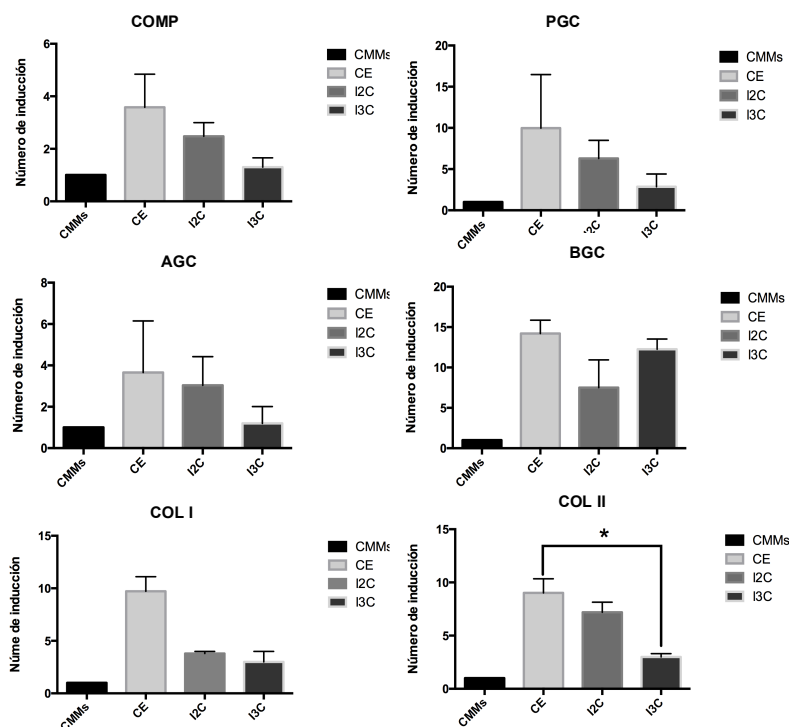 COMP
Número de inducción
6
4
2
0
CMMs
CE
I2C
I3C
CMMs
CE
I2C
I3C
PGC
Número de inducción
20
15
10
5
0
CMMs
CE
I2C
I3C
CMMs
CE
I2C
I3C
AGC
Número de inducción
8
6
4
2
0
CMMs
CE
I2C
I3C
CMMs
CE
I2C
I3C
BGC
Número de inducción
20
15
10
5
0
CMMs
CE
I2C
I3C
CMMs
CE
I2C
I3C
COL I
Núme de inducción
15
10
5
0
CMMs
CE
I2C
I3C
CMMs
CE
I2C
I3C
COL II
Número de inducción
15
10
5
0
*
CMMs
CE
I2C
I3C
CMMs
CE
I2C
I3C